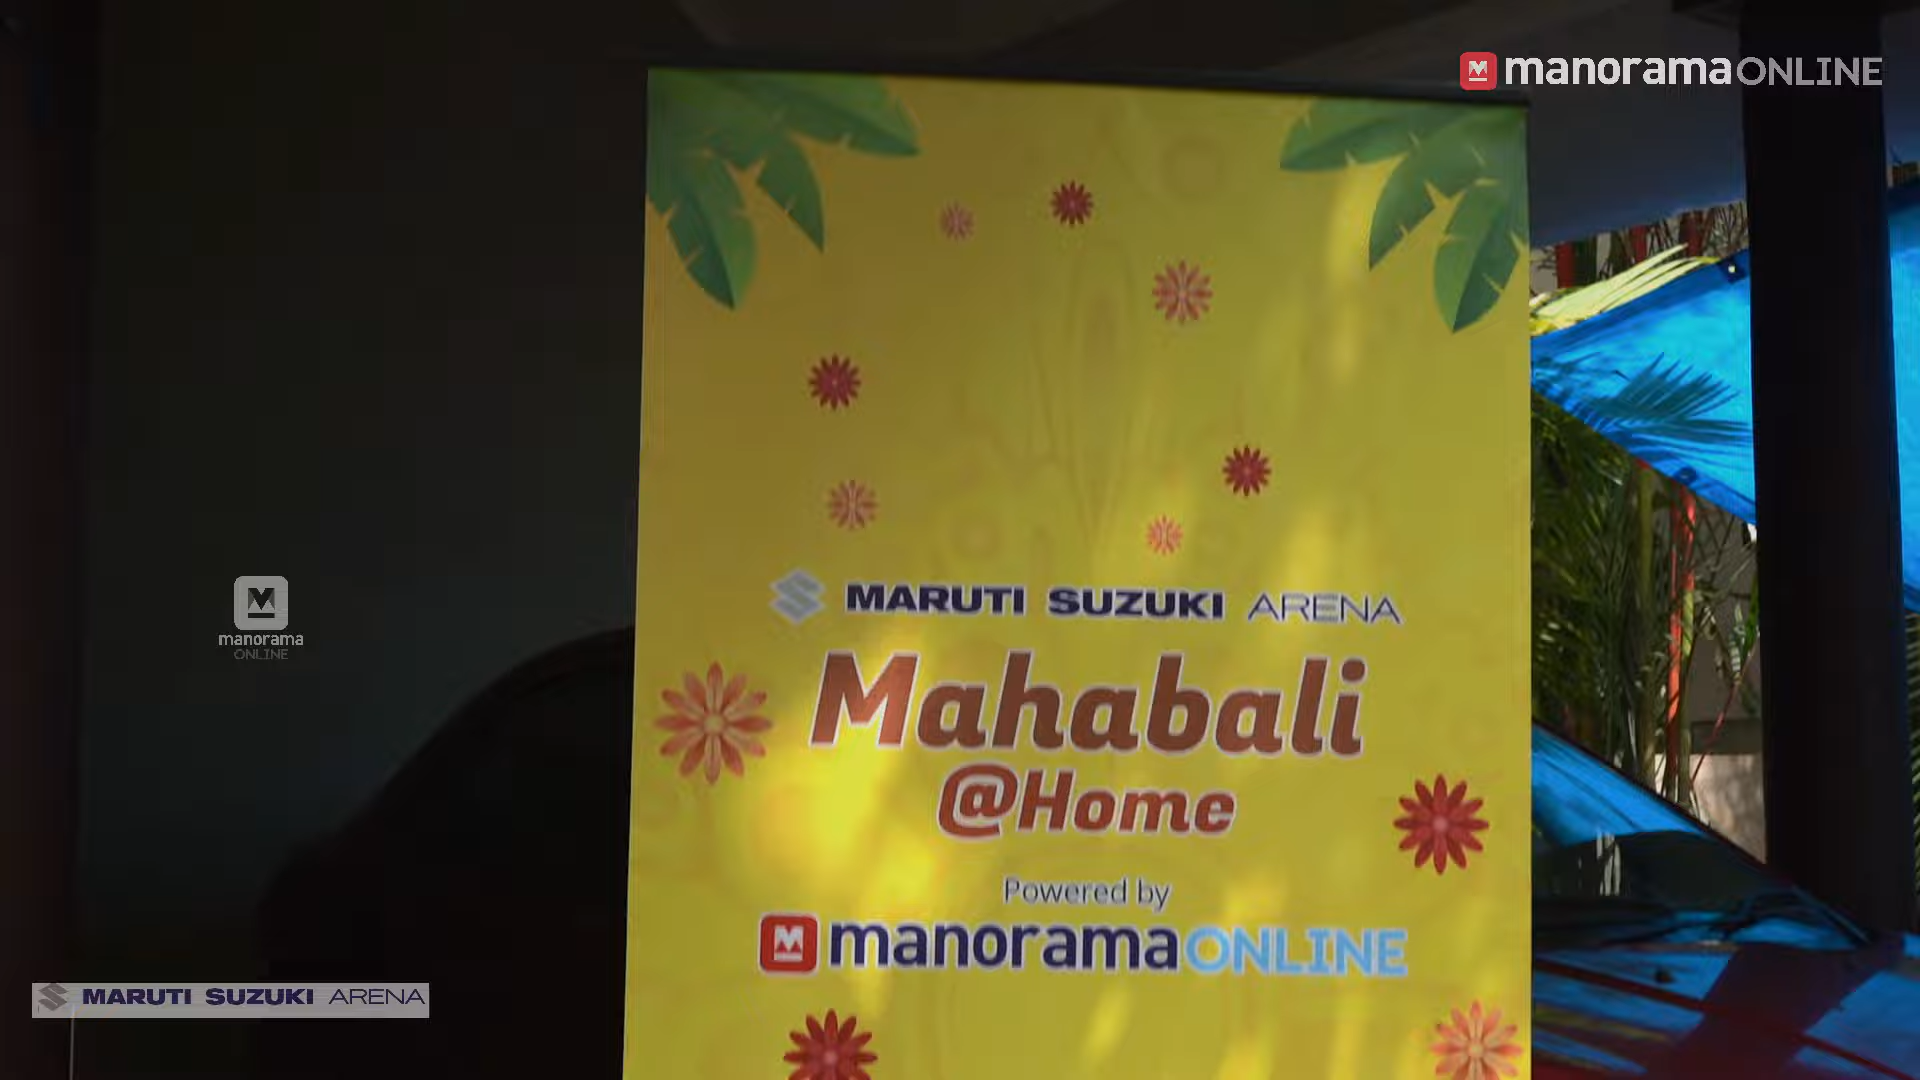 manoramaONLINE
MARUTI SUZUKI ARENA
Mahabali
@Home
Powered by
manoramaONLINE
manorama
ONLINE
MARUTI SUZUKI ARENA